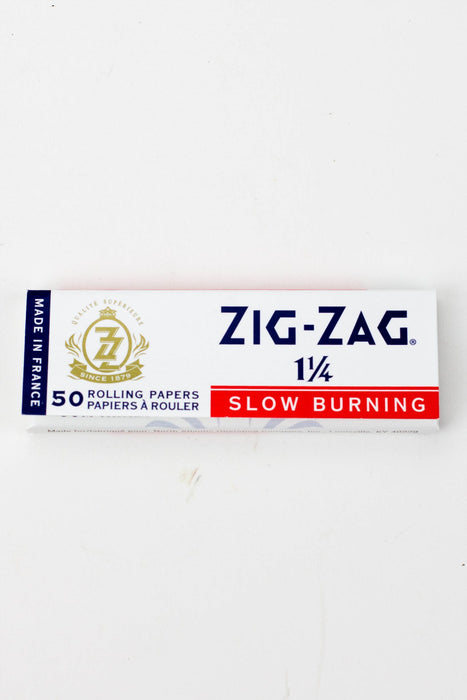 MADE IN FRANCE
QUALITÉ SUPÉRIEURE
ZZ
SINCE 1879
50 ROLLING PAPERS
PAPIERS À ROULER
ZIG-ZAG®
1¼
SLOW BURNING